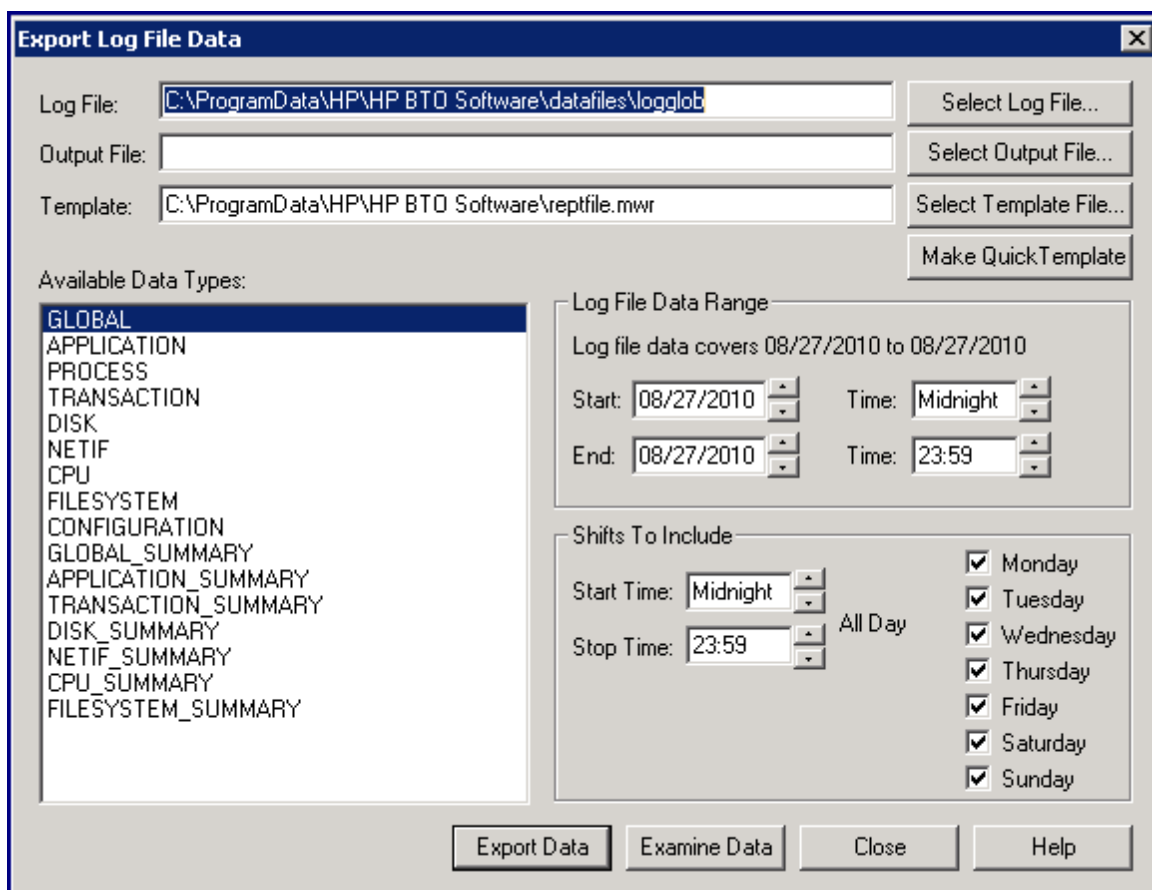 Export Log File Data
Log File: C:\ProgramData\HP\HP BTO Software\datafiles\logglob Select Log File...
Output File: Select Output File...
Template: C:\ProgramData\HP\HP BTO Software\reptfile.mwr Select Template File...
Make QuickTemplate
Available Data Types:
GLOBAL
APPLICATION
PROCESS
TRANSACTION
DISK
NETIF
CPU
FILESYSTEM
CONFIGURATION
GLOBAL_SUMMARY
APPLICATION_SUMMARY
TRANSACTION_SUMMARY
DISK_SUMMARY
NETIF_SUMMARY
CPU_SUMMARY
FILESYSTEM_SUMMARY
Log File Data Range
Log file data covers 08/27/2010 to 08/27/2010
Start: 08/27/2010 Time: Midnight
End: 08/27/2010 Time: 23:59
Shifts To Include
Start Time: Midnight
Stop Time: 23:59
All Day
Monday
Tuesday
Wednesday
Thursday
Friday
Saturday
Sunday
Export Data Examine Data Close Help